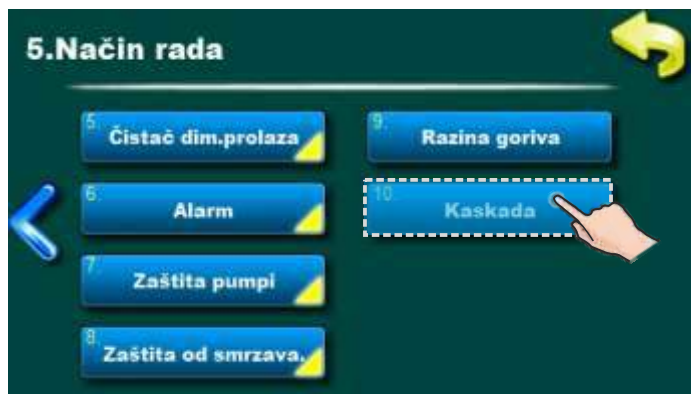 5.Način rada
5.
Čistač dim.prolaza
6.
Alarm
7.
Zaštita pumpi
8.
Zaštita od smrzava.
9.
Razina goriva
10.
Kaskada